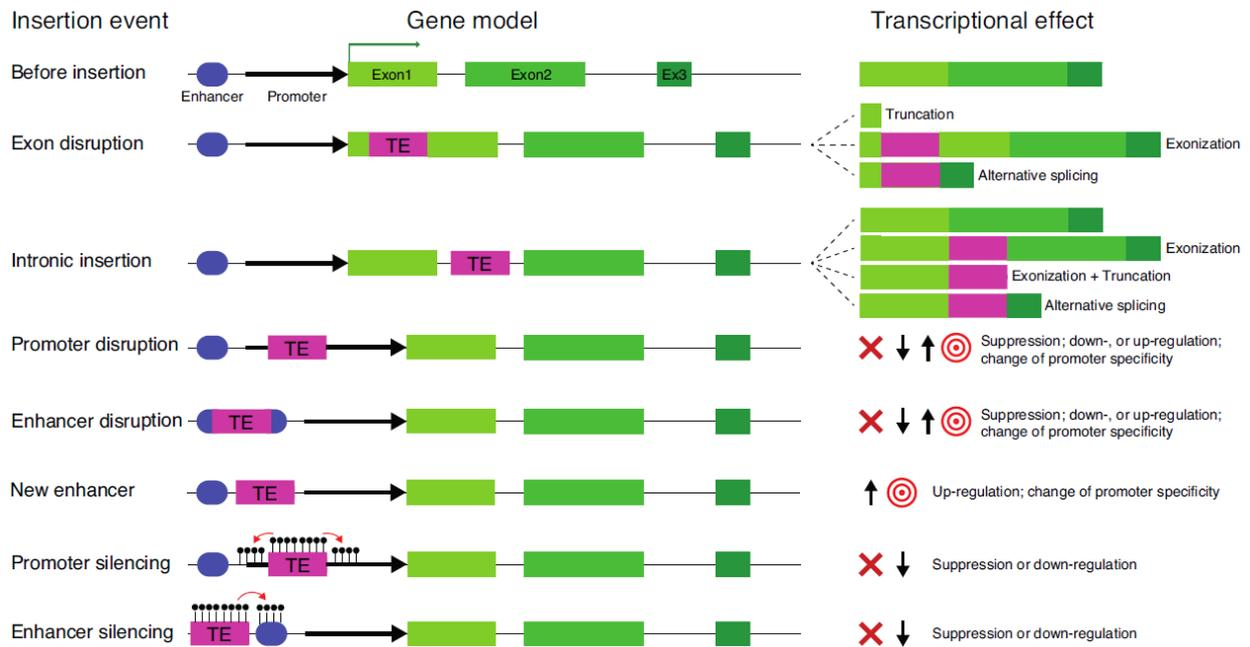 Insertion event
Gene model
Transcriptional effect
Before insertion
Exon1
Exon2
Ex3
Enhancer
Promoter
Truncation
Exon disruption
TE
Exonization
Alternative splicing
Intronic insertion
TE
Exonization
Exonization + Truncation
Alternative splicing
Promoter disruption
TE
Suppression; down-, or up-regulation;
change of promoter specificity
Enhancer disruption
TE
Suppression; down-, or up-regulation;
change of promoter specificity
New enhancer
TE
Up-regulation; change of promoter specificity
Promoter silencing
TE
Suppression or down-regulation
Enhancer silencing
TE
Suppression or down-regulation